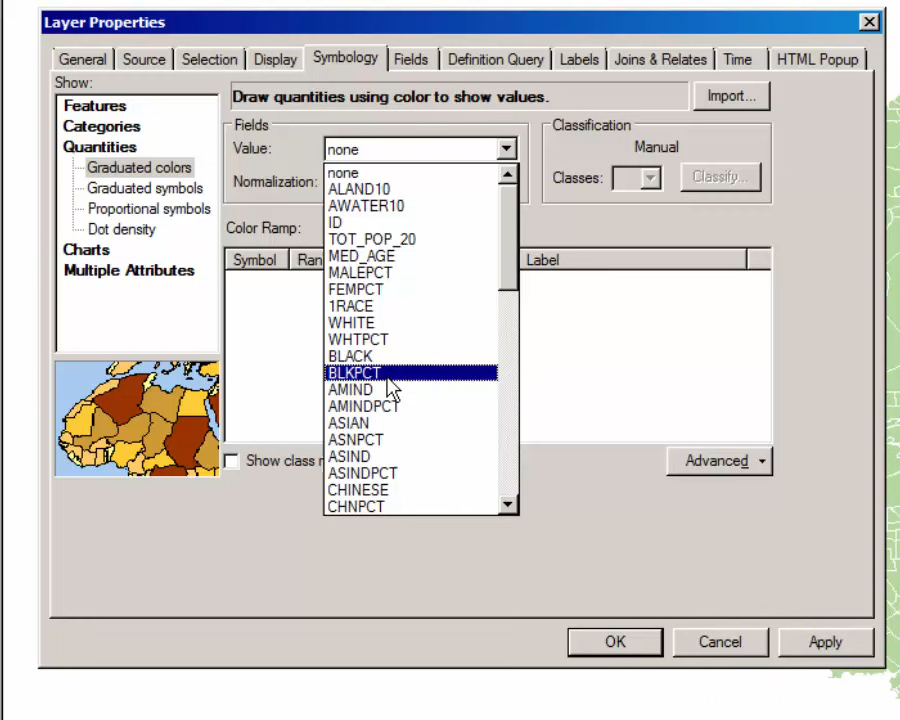 Layer Properties
General Source Selection Display Symbology Fields Definition Query Labels Joins & Relates Time HTML Popup
Show:
Features
Categories
Quantities
Graduated colors
Graduated symbols
Proportional symbols
Dot density
Charts
Multiple Attributes
Draw quantities using color to show values.
Import...
Fields
Value:
none
Normalization:
Classification
Manual
Classes:
Classify...
Color Ramp:
Symbol
Ran
Label
none
ALAND10
AWATER10
ID
TOT_POP_20
MED_AGE
MALEPCT
FEMPCT
1RACE
WHITE
WHTPCT
BLACK
BLKPCT
AMIND
AMINDPCT
ASIAN
ASNPCT
ASIND
ASINDPCT
CHINESE
CHNPCT
Show class r
Advanced
OK
Cancel
Apply